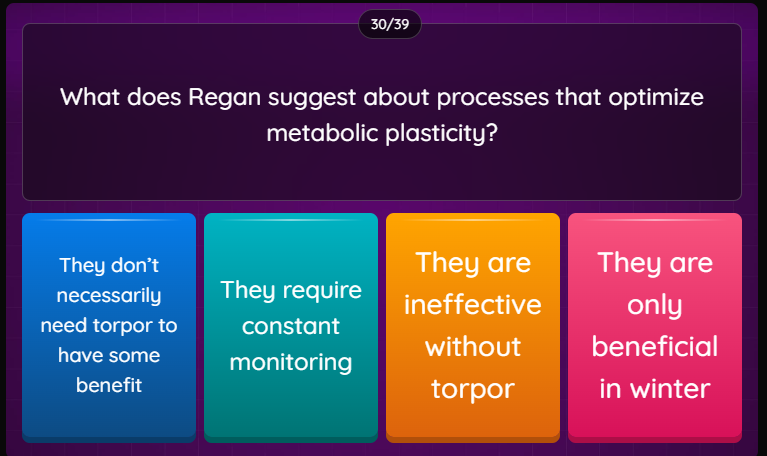 30/39
What does Regan suggest about processes that optimize
metabolic plasticity?
They don’t
necessarily
need torpor to
have some
benefit
They require
constant
monitoring
They are
ineffective
without
torpor
They are
only
beneficial
in winter